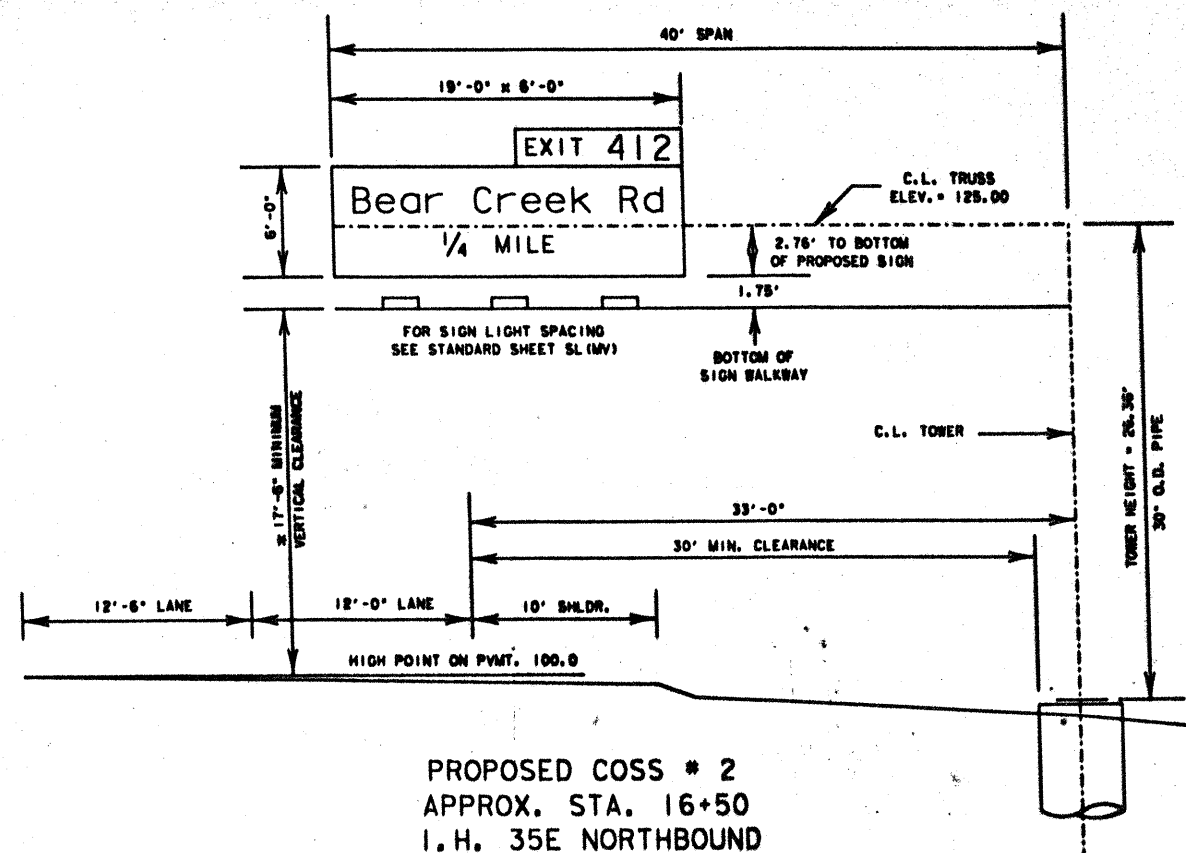 40' SPAN
19'-0" x 6'-0"
EXIT 412
Bear Creek Rd
1/4 MILE
6'-0"
C.L. TRUSS
ELEV. = 125.00
2.76' TO BOTTOM
OF PROPOSED SIGN
1.75'
FOR SIGN LIGHT SPACING
SEE STANDARD SHEET SL(MV)
BOTTOM OF
SIGN WALKWAY
* 17'-6" MINIMUM
VERTICAL CLEARANCE
C.L. TOWER
TOWER HEIGHT = 26.36'
30" O.D. PIPE
33'-0"
30' MIN. CLEARANCE
12'-6" LANE
12'-0" LANE
10' SHLDR.
HIGH POINT ON PVMT. 100.0
PROPOSED COSS # 2
APPROX. STA. 16+50
I.H. 35E NORTHBOUND